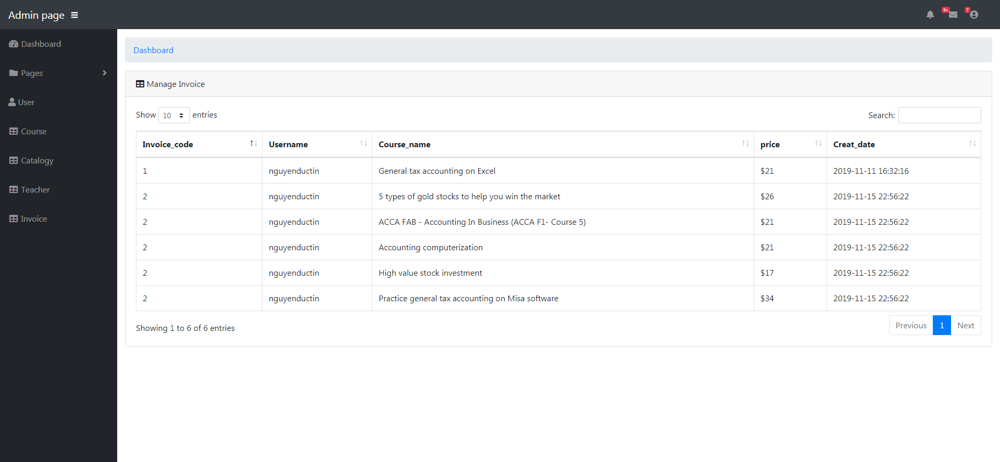 Admin page
9+
7
Dashboard
Pages
User
Course
Catalogy
Teacher
Invoice
Dashboard
Manage Invoice
Show 10 entries
Search:
Invoice_code Username Course_name price Creat_date
1 nguyenductin General tax accounting on Excel $21 2019-11-11 16:32:16
2 nguyenductin 5 types of gold stocks to help you win the market $26 2019-11-15 22:56:22
2 nguyenductin ACCA FAB - Accounting In Business (ACCA F1- Course 5) $21 2019-11-15 22:56:22
2 nguyenductin Accounting computerization $21 2019-11-15 22:56:22
2 nguyenductin High value stock investment $17 2019-11-15 22:56:22
2 nguyenductin Practice general tax accounting on Misa software $34 2019-11-15 22:56:22
Showing 1 to 6 of 6 entries
Previous 1 Next